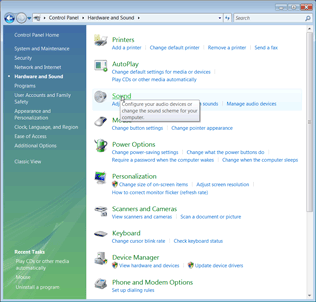 Control Panel ▸ Hardware and Sound ▸
Search
Control Panel Home
System and Maintenance
Security
Network and Internet
Hardware and Sound
Programs
User Accounts and Family
Safety
Appearance and
Personalization
Clock, Language, and Region
Ease of Access
Additional Options
Classic View
Recent Tasks
Play CDs or other media
automatically
Mouse
Uninstall a program
Printers
Add a printer
Change default printer
Remove a printer
Send a fax
AutoPlay
Change default settings for media or devices
Play CDs or other media automatically
Sound
sounds
Manage audio devices
Configure your audio devices or
change the sound scheme for your
computer.
Change button settings
Change pointer appearance
Power Options
Change power-saving settings
Change what the power buttons do
Require a password when the computer wakes
Change when the computer sleeps
Personalization
Change size of on-screen items
Adjust screen resolution
How to correct monitor flicker (refresh rate)
Scanners and Cameras
View scanners and cameras
Scan a document or picture
Keyboard
Change cursor blink rate
Check keyboard status
Device Manager
View hardware and devices
Update device drivers
Phone and Modem Options
Set up dialing rules